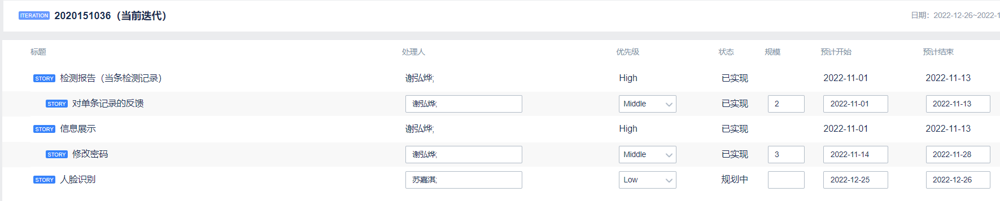 ITERATION 2020151036（当前迭代） 日期：2022-12-26~2022-1
标题 处理人 优先级 状态 规模 预计开始 预计结束
STORY 检测报告（当条检测记录） 谢弘烨; High 已实现 2022-11-01 2022-11-13
STORY 对单条记录的反馈 谢弘烨; Middle 已实现 2 2022-11-01 2022-11-13
STORY 信息展示 谢弘烨; High 已实现 2022-11-01 2022-11-13
STORY 修改密码 谢弘烨; Middle 已实现 3 2022-11-14 2022-11-28
STORY 人脸识别 苏嘉淇; Low 规划中 2022-12-25 2022-12-26